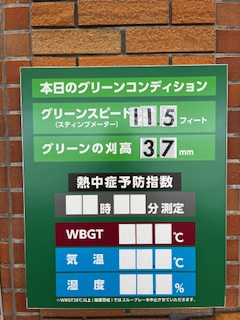 本日のグリーンコンディション
グリーンスピード 11.5 フィート
(スティンプメーター)
グリーンの刈高 3.7 mm
熱中症予防指数
時 分測定
WBGT ℃
気温 ℃
湿度 %